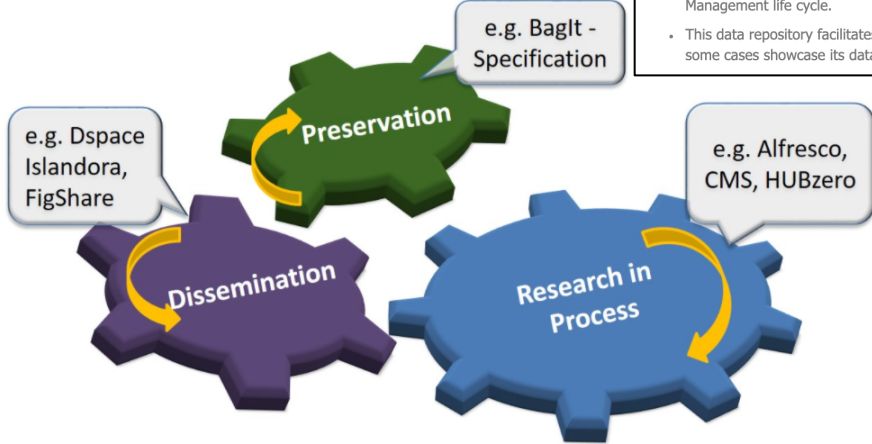 Management life cycle.
• This data repository facilitates
some cases showcase its data
e.g. BagIt -
Specification
Preservation
e.g. Dspace
Islandora,
FigShare
e.g. Alfresco,
CMS, HUBzero
Dissemination
Research in
Process